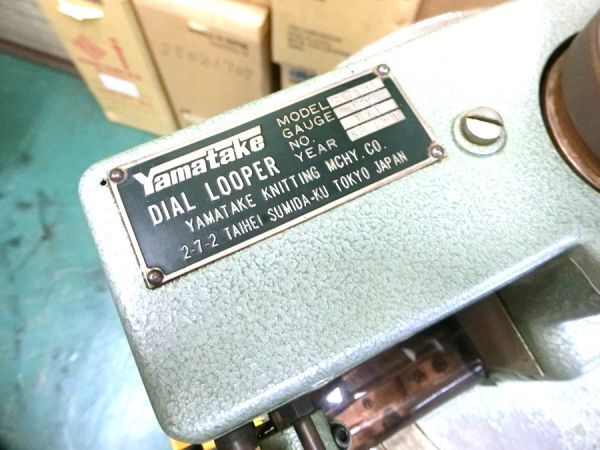 Yamatake
DIAL LOOPER
MODEL
GAUGE
NO.
YEAR
YAMATAKE KNITTING MCHY. CO.
2-7-2 TAIHEI SUMIDA-KU TOKYO JAPAN